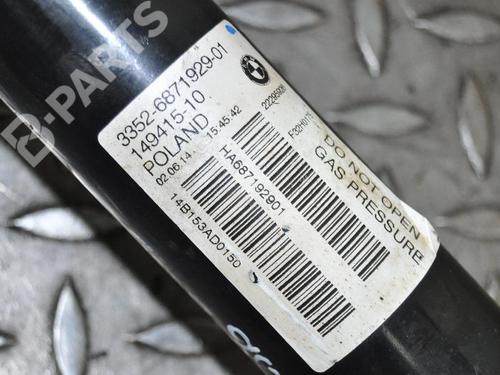 B-PARTS
3352-6871929-01
149415-10
POLAND
02.06.14 15:45:42
HA687192901
14B153AD0150
DO NOT OPEN
GAS PRESSURE
BMW